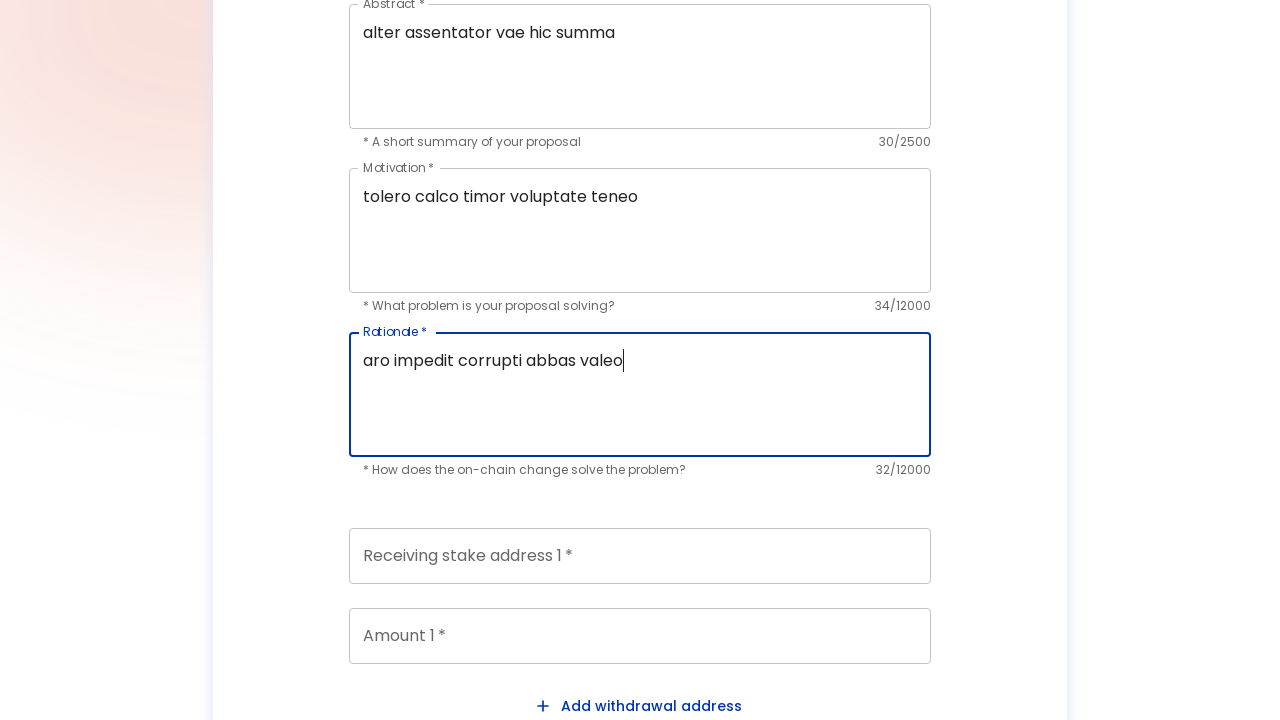 Abstract *
alter assentator vae hic summa
* A short summary of your proposal 30/2500
Motivation *
tolero calco timor voluptate teneo
* What problem is your proposal solving? 34/12000
Rationale *
aro impedit corrupti abbas valeo
* How does the on-chain change solve the problem? 32/12000
Receiving stake address 1 *
Amount 1 *
+ Add withdrawal address